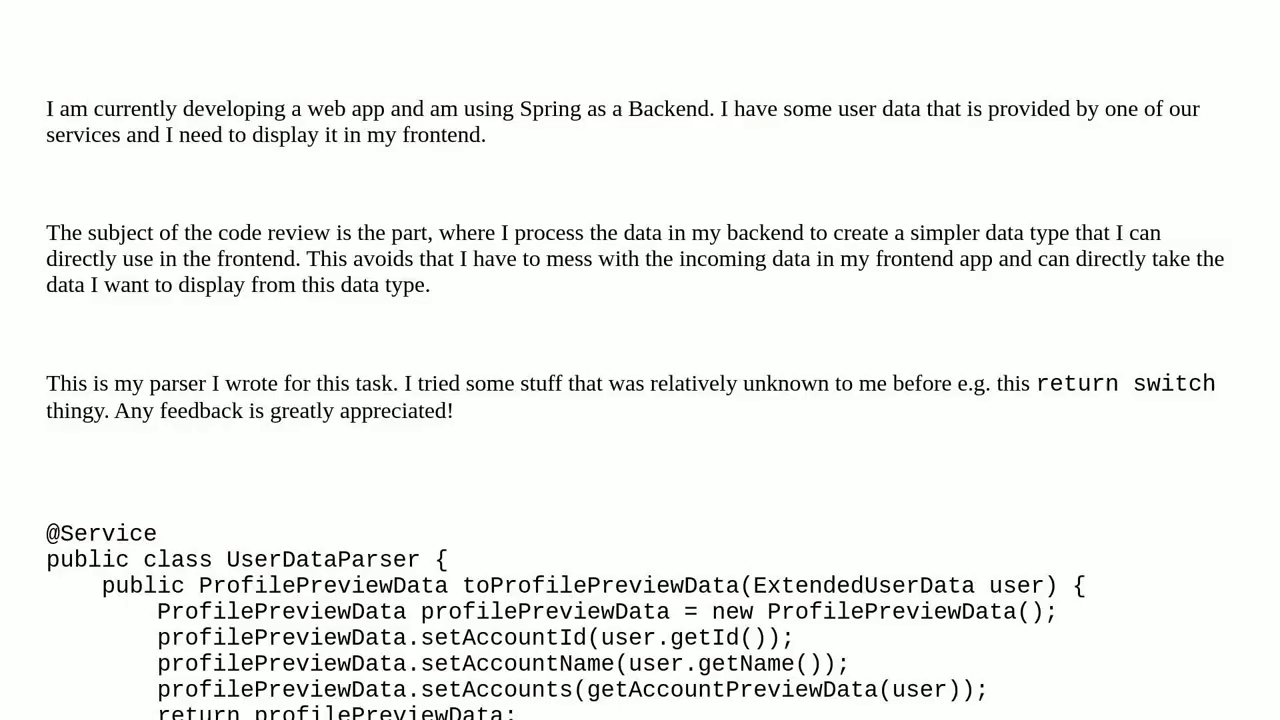 I am currently developing a web app and am using Spring as a Backend. I have some user data that is provided by one of our
services and I need to display it in my frontend.
The subject of the code review is the part, where I process the data in my backend to create a simpler data type that I can
directly use in the frontend. This avoids that I have to mess with the incoming data in my frontend app and can directly take the
data I want to display from this data type.
This is my parser I wrote for this task. I tried some stuff that was relatively unknown to me before e.g. this return switch
thingy. Any feedback is greatly appreciated!
@Service
public class UserDataParser {
    public ProfilePreviewData toProfilePreviewData(ExtendedUserData user) {
        ProfilePreviewData profilePreviewData = new ProfilePreviewData();
        profilePreviewData.setAccountId(user.getId());
        profilePreviewData.setAccountName(user.getName());
        profilePreviewData.setAccounts(getAccountPreviewData(user));
        return profilePreviewData;